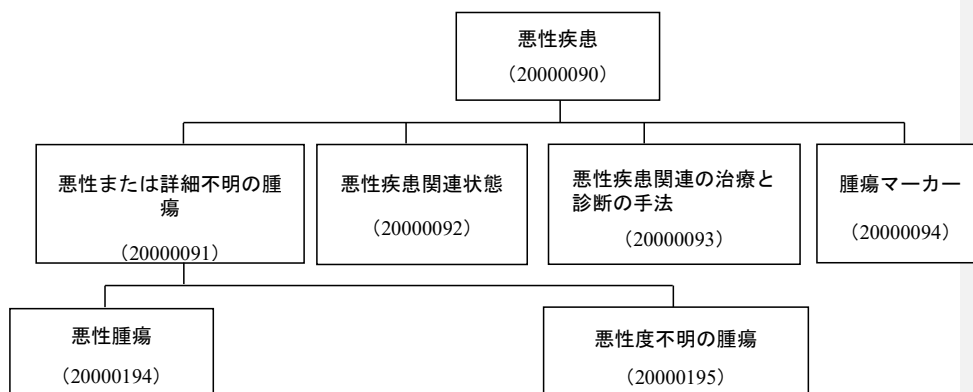 悪性疾患
（20000090）
悪性または詳細不明の腫
瘍
（20000091）
悪性疾患関連状態
（20000092）
悪性疾患関連の治療と
診断の手法
（20000093）
腫瘍マーカー
（20000094）
悪性腫瘍
（20000194）
悪性度不明の腫瘍
（20000195）